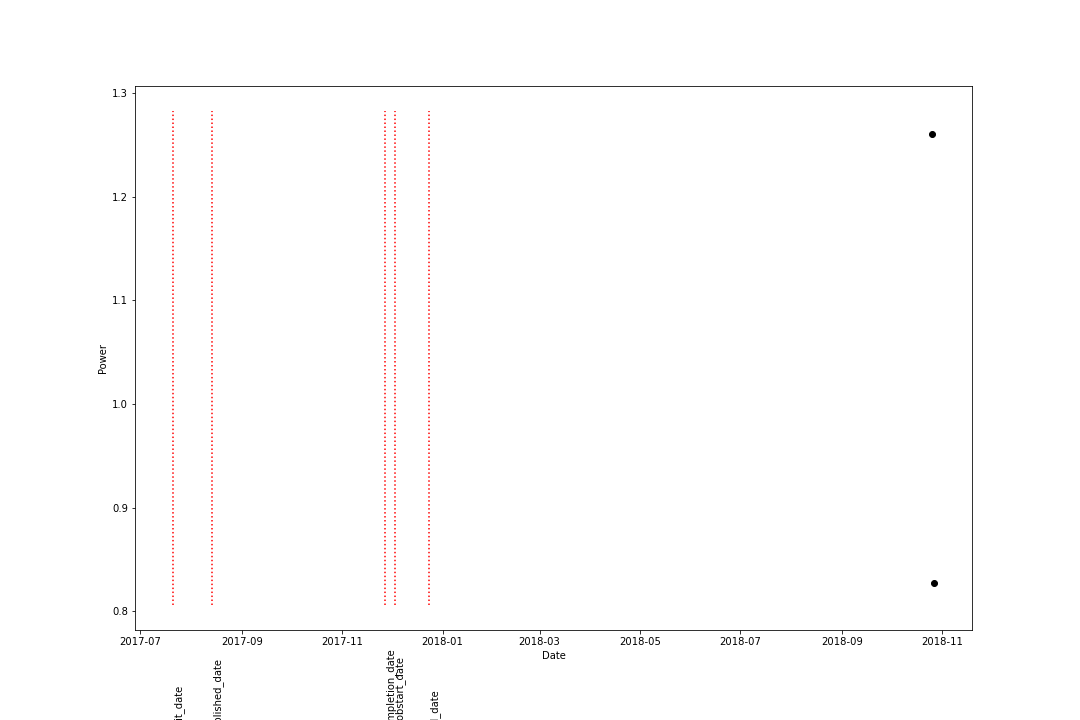 1.3
1.2
1.1
1.0
0.9
0.8
Power
2017-07 2017-09 2017-11 2018-01 2018-03 2018-05 2018-07 2018-09 2018-11
Date
it_date
lished_date
mpletion_date
obstart_date
_date